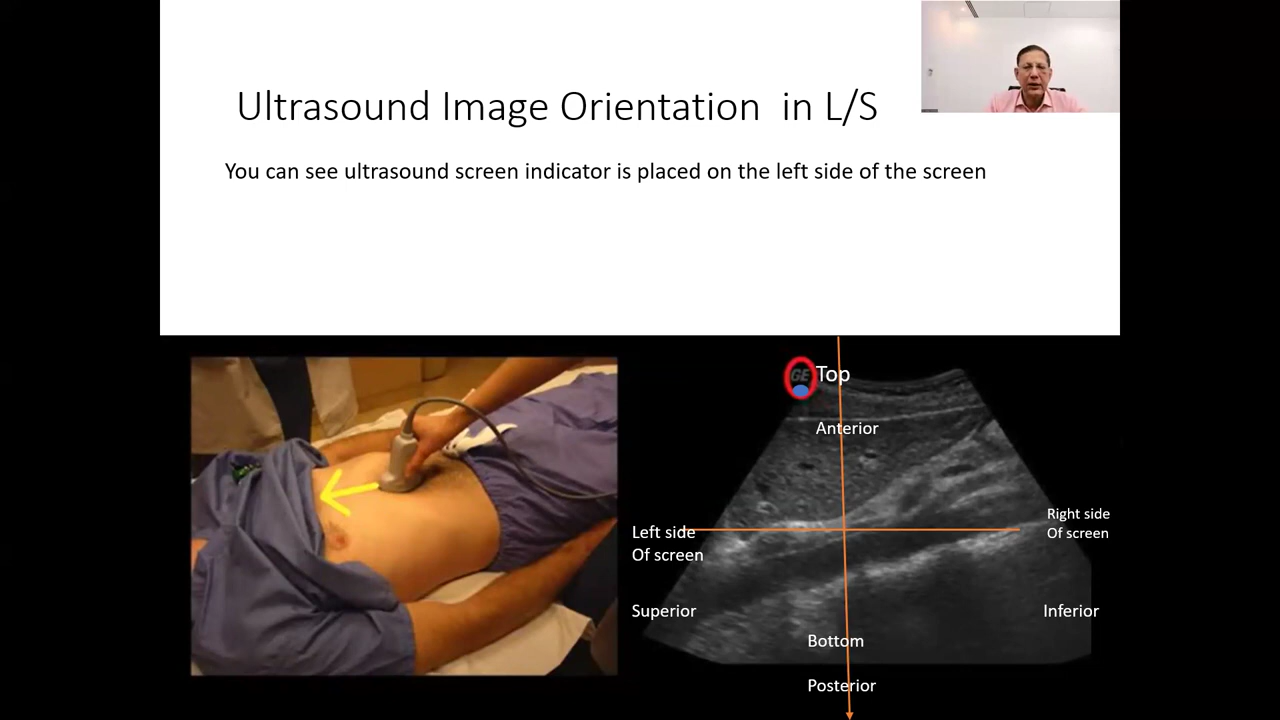 Ultrasound Image Orientation in L/S
You can see ultrasound screen indicator is placed on the left side of the screen
GE
Top
Anterior
Left side
Of screen
Right side
Of screen
Superior
Inferior
Bottom
Posterior